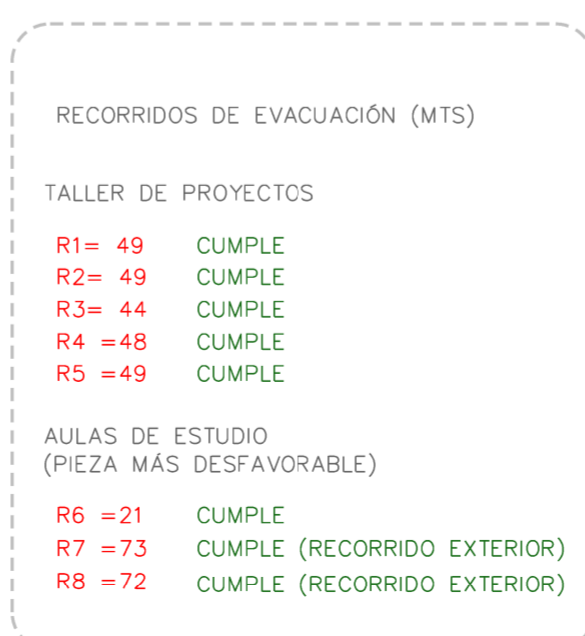 RECORRIDOS DE EVACUACIÓN (MTS)
TALLER DE PROYECTOS
R1= 49 CUMPLE
R2= 49 CUMPLE
R3= 44 CUMPLE
R4 =48 CUMPLE
R5 =49 CUMPLE
AULAS DE ESTUDIO
(PIEZA MÁS DESFAVORABLE)
R6 =21 CUMPLE
R7 =73 CUMPLE (RECORRIDO EXTERIOR)
R8 =72 CUMPLE (RECORRIDO EXTERIOR)